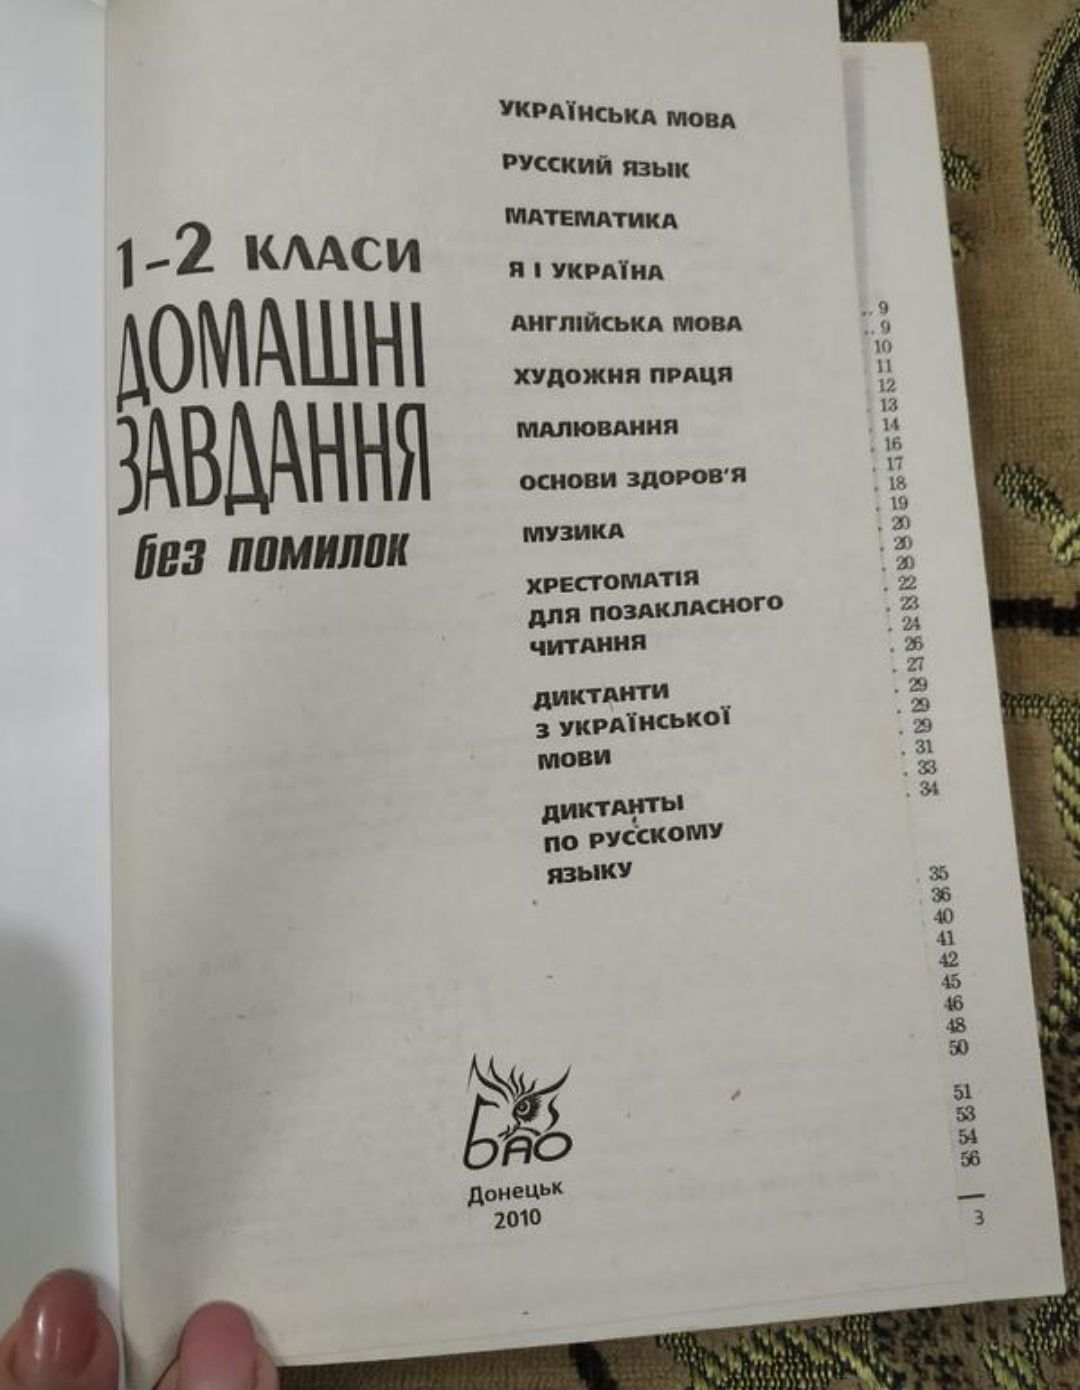 1-2 КЛАСИ
ДОМАШНІ
ЗАВДАННЯ
без помилок
УКРАЇНСЬКА МОВА
РУССКИЙ ЯЗЫК
МАТЕМАТИКА
Я І УКРАЇНА
АНГЛІЙСЬКА МОВА
ХУДОЖНЯ ПРАЦЯ
МАЛЮВАННЯ
ОСНОВИ ЗДОРОВ'Я
МУЗИКА
ХРЕСТОМАТІЯ
ДЛЯ ПОЗАКЛАСНОГО
ЧИТАННЯ
ДИКТАНТИ
З УКРАЇНСЬКОЇ
МОВИ
ДИКТАНТЫ
ПО РУССКОМУ
ЯЗЫКУ
БАО
Донецьк
2010
.. 9
.. 9
10
11
12
. 13
. 14
. 16
. 17
. 18
. 19
. 20
. 20
. 20
. 22
. 23
. 24
. 26
. 27
. 29
. 29
. 29
. 31
. 33
. 34
. 35
. 36
40
41
42
45
46
48
50
51
53
54
56
3